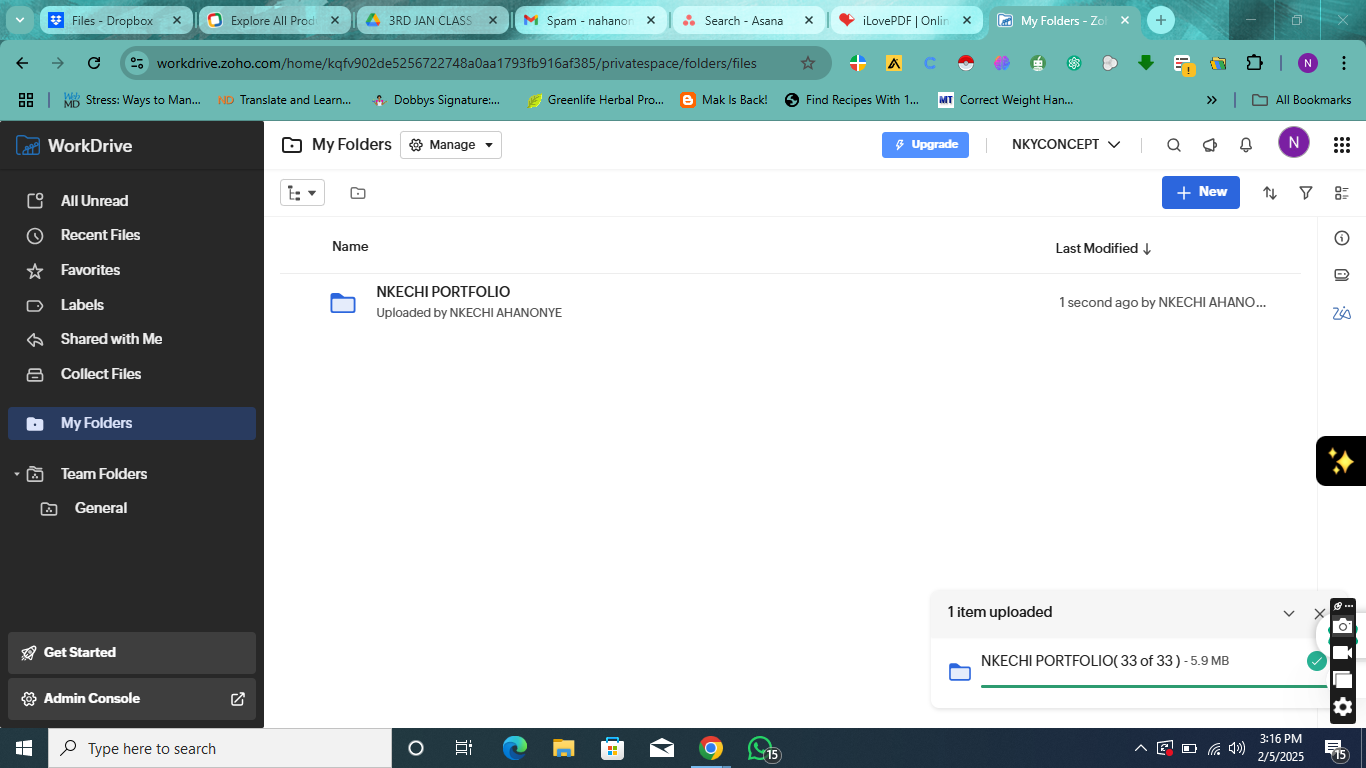 Files - Dropbox
Explore All Prod
3RD JAN CLASS
Spam - nahanon
Search - Asana
iLovePDF | Onlin
My Folders - Zoh
workdrive.zoho.com/home/kqfv902de5256722748a0aa1793fb916af385/privatespace/folders/files
N
Stress: Ways to Man...
Translate and Learn...
Dobbys Signature:...
Greenlife Herbal Pro...
Mak Is Back!
Find Recipes With 1...
MT
Correct Weight Han...
All Bookmarks
WorkDrive
My Folders
Manage
Upgrade
NKYCONCEPT
N
All Unread
Recent Files
Favorites
Labels
Shared with Me
Collect Files
My Folders
Team Folders
General
Get Started
Admin Console
New
Name
Last Modified
NKECHI PORTFOLIO
Uploaded by NKECHI AHANONYE
1 second ago by NKECHI AHANO...
1 item uploaded
NKECHI PORTFOLIO( 33 of 33 ) - 5.9 MB
Type here to search
15
3:16 PM
2/5/2025
15